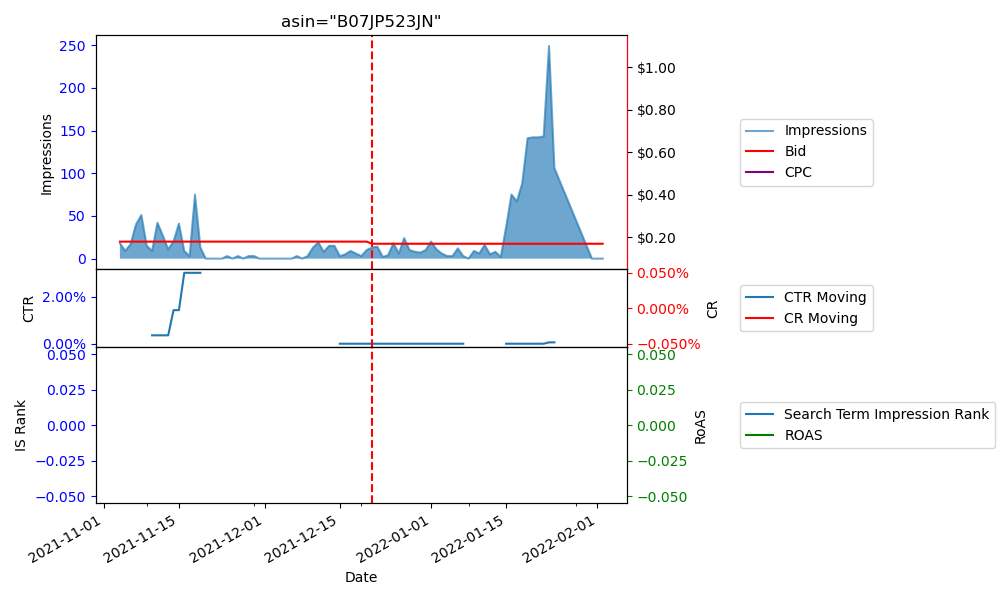 asin="B07JP523JN"
250
200
150
100
50
0
Impressions
$1.00
$0.80
$0.60
$0.40
$0.20
Impressions
Bid
CPC
2.00%
0.00%
CTR
0.050%
0.000%
−0.050%
CR
CTR Moving
CR Moving
0.050
0.025
0.000
−0.025
−0.050
IS Rank
0.050
0.025
0.000
−0.025
−0.050
RoAS
Search Term Impression Rank
ROAS
2021-11-01
2021-11-15
2021-12-01
2021-12-15
2022-01-01
2022-01-15
2022-02-01
Date